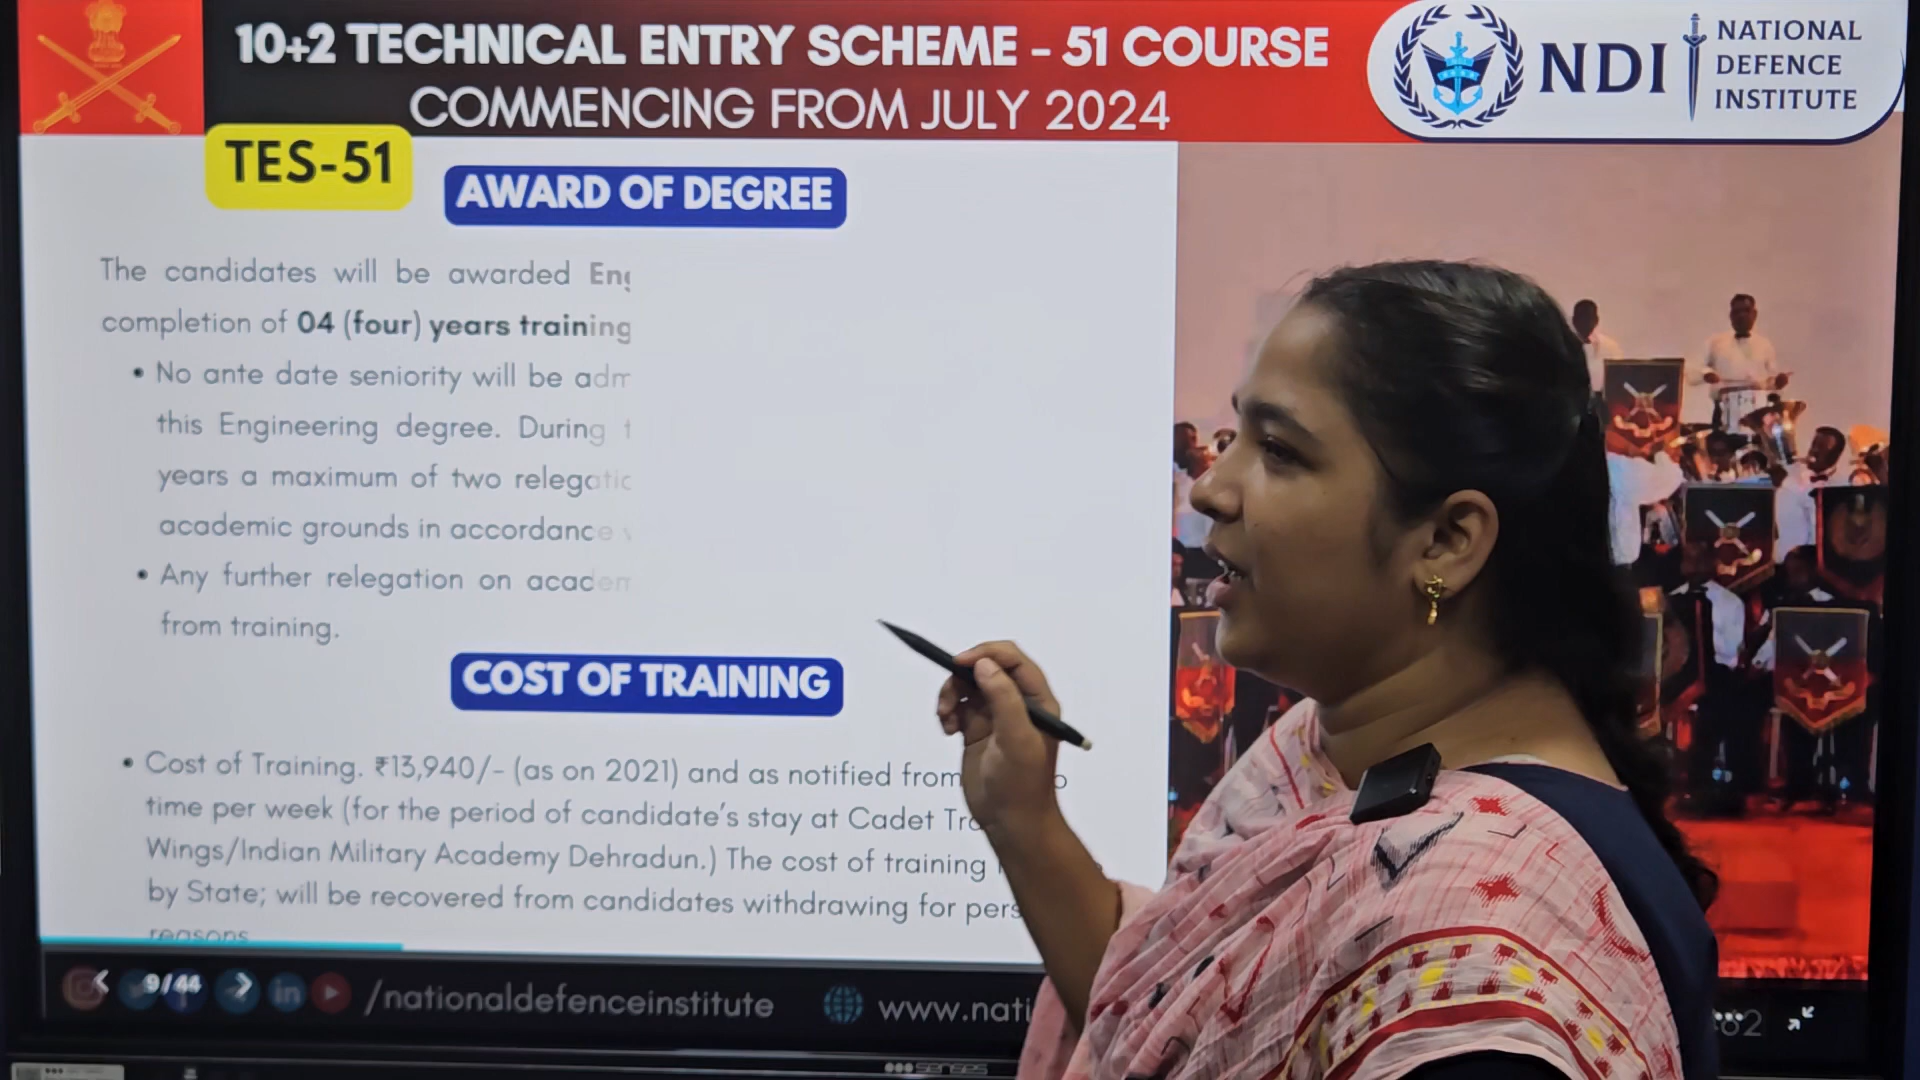 10+2 TECHNICAL ENTRY SCHEME - 51 COURSE
COMMENCING FROM JULY 2024
NDI
NATIONAL
DEFENCE
INSTITUTE
TES-51
AWARD OF DEGREE
The candidates will be awarded
completion of 04 (four) years training
No ante date seniority will be
this Engineering degree. During
years a maximum of two
academic grounds in accordance
Any further relegation on
from training.
COST OF TRAINING
Cost of Training. ₹13,940/- (as on 2021) and as notified from
time per week (for the period of candidate's stay at Cadet
Wings/Indian Military Academy Dehradun.) The cost of training
by State; will be recovered from candidates withdrawing for
reasons
9/44
in
/nationaldefenceinstitute
www.nati
senses